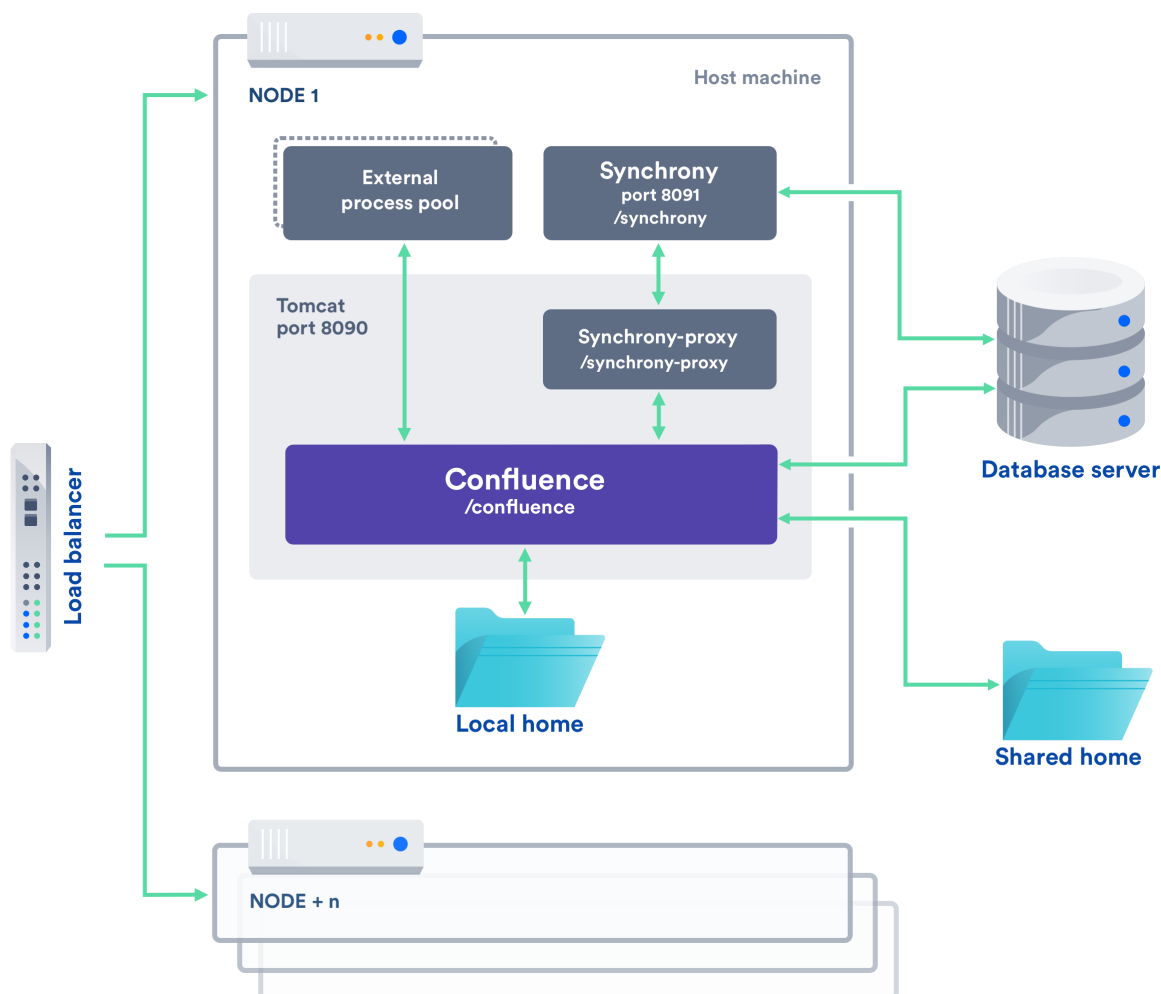 Host machine
NODE 1
External
process pool
Synchrony
port 8091
/synchrony
Tomcat
port 8090
Synchrony-proxy
/synchrony-proxy
Confluence
/confluence
Load balancer
Database server
Local home
Shared home
NODE + n